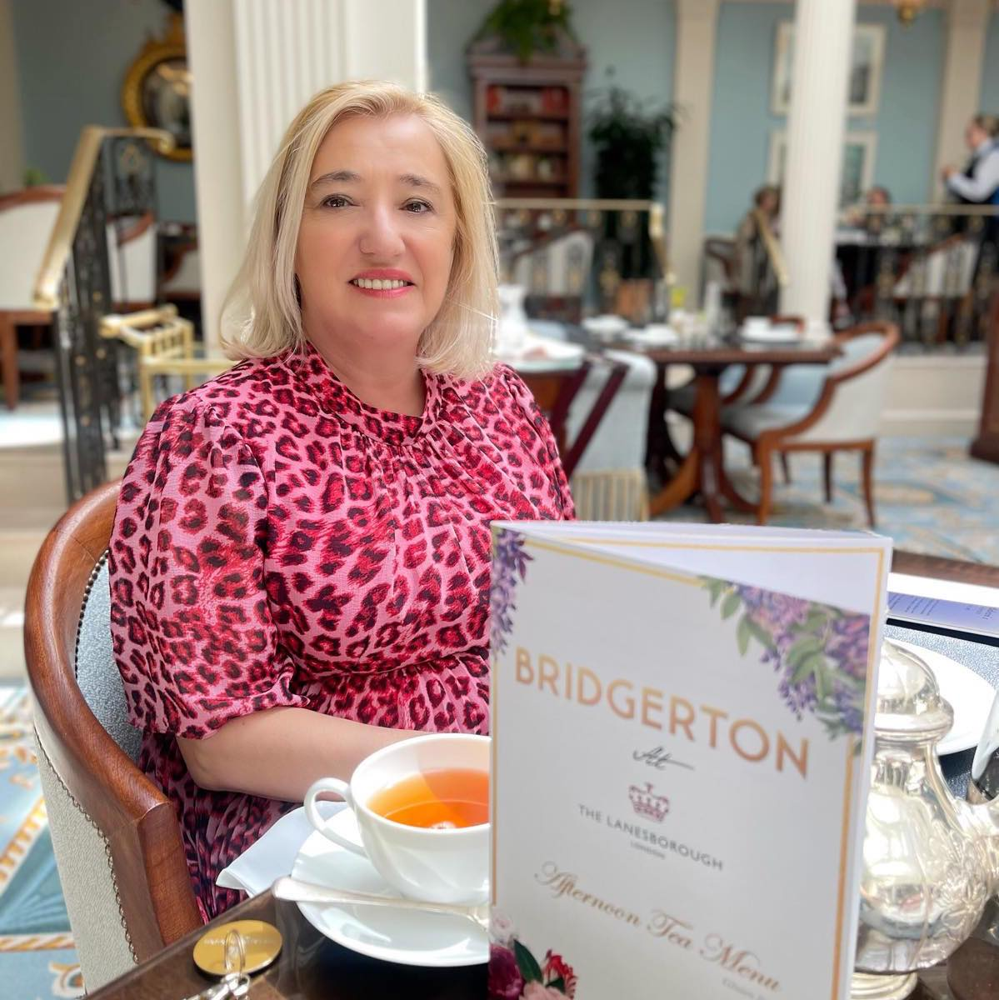 BRIDGERTON
At
THE LANESBOROUGH
LONDON
Afternoon Tea Menu